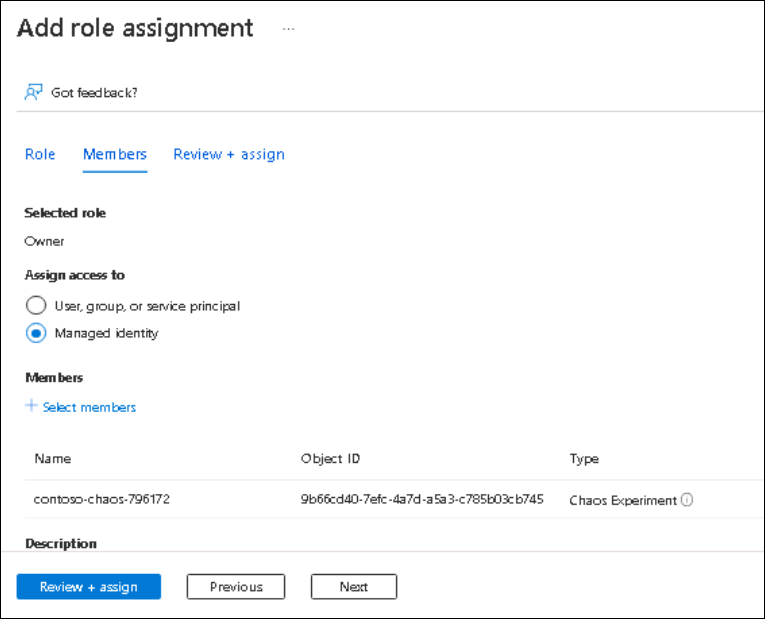 Add role assignment ...
Got feedback?
Role Members Review + assign
Selected role
Owner
Assign access to
User, group, or service principal
Managed identity
Members
+ Select members
Name Object ID Type
contoso-chaos-796172 9b66cd40-7efc-4a7d-a5a3-c785b03cb745 Chaos Experiment
Description
Review + assign Previous Next